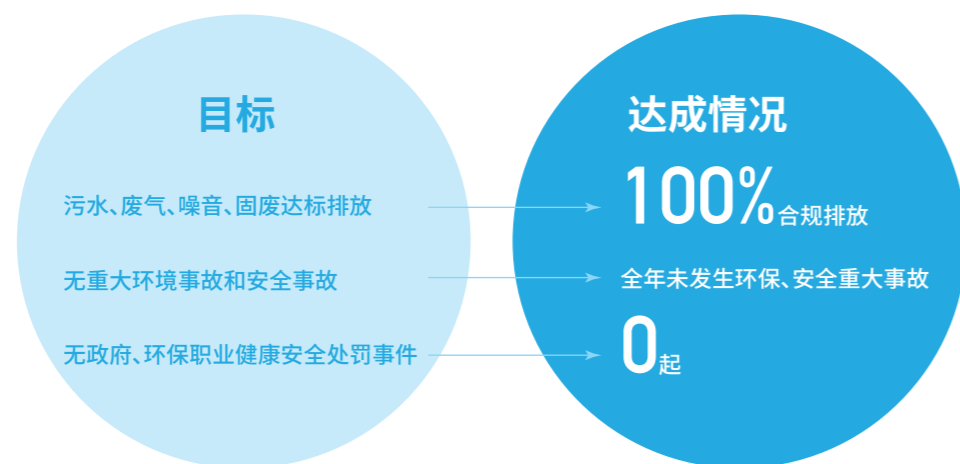 目标
污水、废气、噪音、固废达标排放
无重大环境事故和安全事故
无政府、环保职业健康安全处罚事件
达成情况
100%合规排放
全年未发生环保、安全重大事故
0起